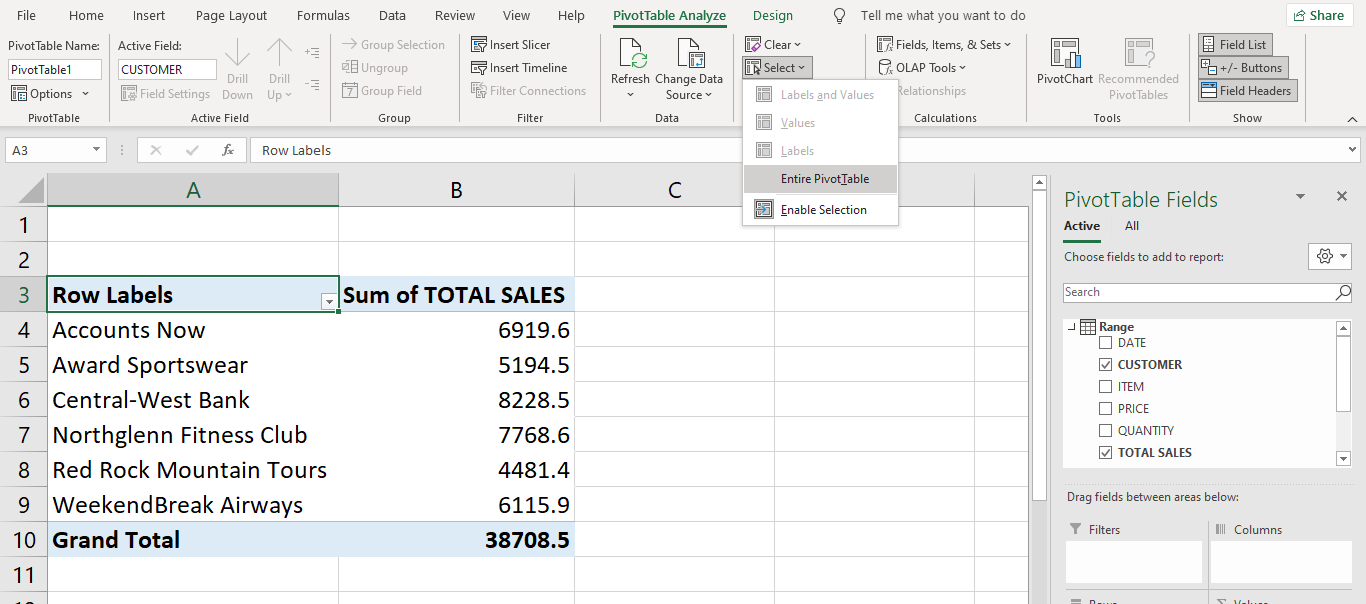 File Home Insert Page Layout Formulas Data Review View Help PivotTable Analyze Design Tell me what you want to do Share
PivotTable Name:
PivotTable1
Options
PivotTable
Active Field:
CUSTOMER
Field Settings
Drill Down
Drill Up
Active Field
Group Selection
Ungroup
Group Field
Group
Insert Slicer
Insert Timeline
Filter Connections
Filter
Refresh
Change Data Source
Data
Clear
Select
Labels and Values
Values
Labels
Entire PivotTable
Enable Selection
Fields, Items, & Sets
OLAP Tools
Relationships
Calculations
PivotChart
Recommended PivotTables
Tools
Field List
+/- Buttons
Field Headers
Show
A3 fx Row Labels
A B C
1
2
3 Row Labels Sum of TOTAL SALES
4 Accounts Now 6919.6
5 Award Sportswear 5194.5
6 Central-West Bank 8228.5
7 Northglenn Fitness Club 7768.6
8 Red Rock Mountain Tours 4481.4
9 WeekendBreak Airways 6115.9
10 Grand Total 38708.5
11
PivotTable Fields
Active All
Choose fields to add to report:
Search
Range
DATE
CUSTOMER
ITEM
PRICE
QUANTITY
TOTAL SALES
Drag fields between areas below:
Filters Columns